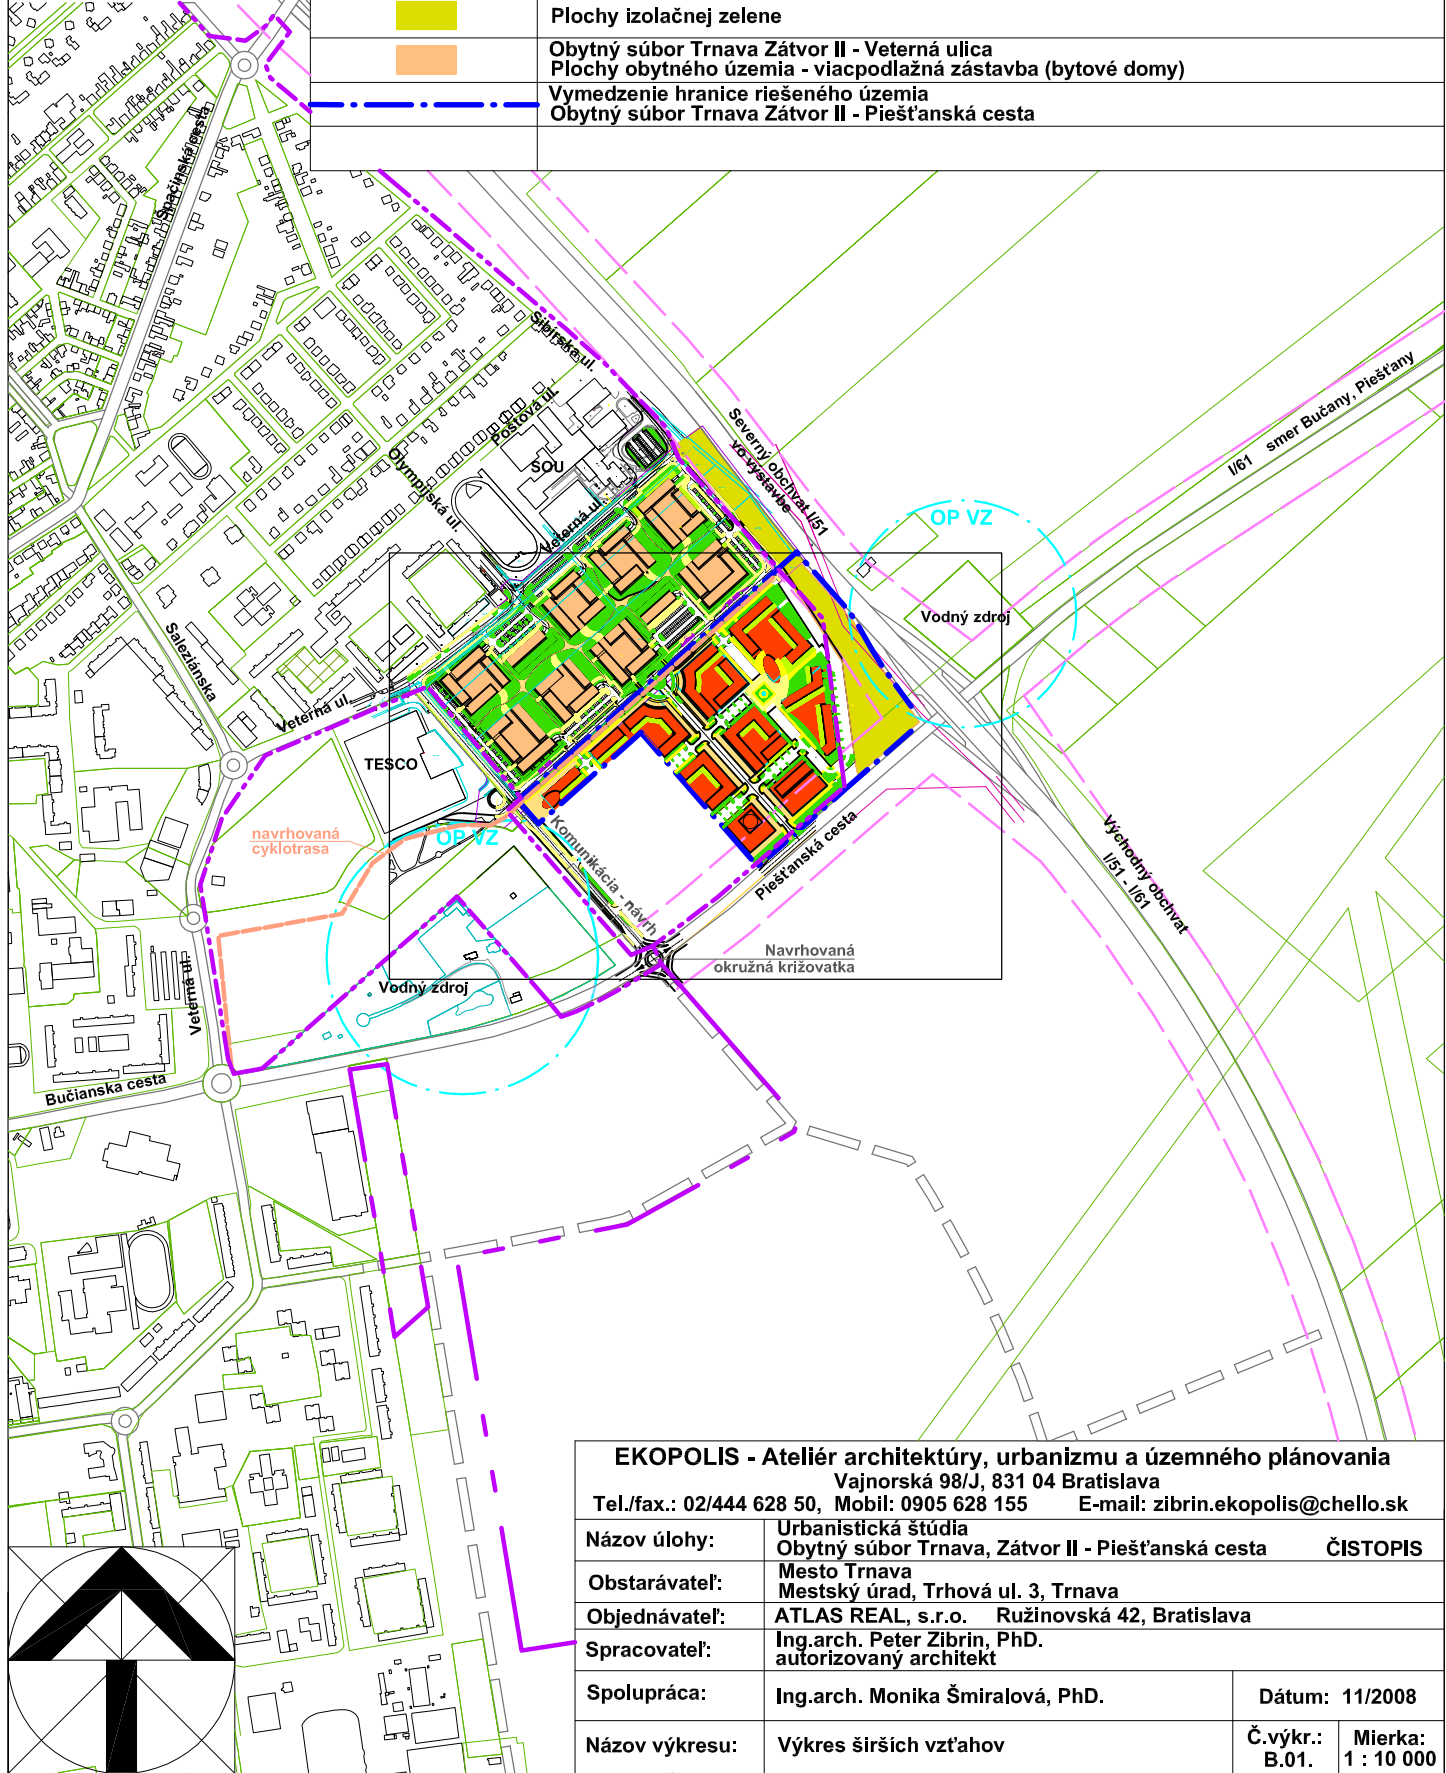 Plochy izolačnej zelene
Obytný súbor Trnava Zátvor II - Veterná ulica
Plochy obytného územia - viacpodlažná zástavba (bytové domy)
Vymedzenie hranice riešeného územia
Obytný súbor Trnava Zátvor II - Piešťanská cesta
Špačinská cesta
Sibírska ul.
Poštová ul.
Olympijská ul.
SOU
Veterná ul.
Severný obchvat I/51
vo výstavbe
I/61 smer Bučany, Piešťany
OP VZ
Vodný zdroj
Saleziánska
Veterná ul.
TESCO
navrhovaná
cyklotrasa
OP VZ
Komunikácia - návrh
Piešťanská cesta
Východný obchvat
I/51 - I/61
Navrhovaná
okružná križovatka
Vodný zdroj
Veterná ul.
Bučianska cesta
EKOPOLIS - Ateliér architektúry, urbanizmu a územného plánovania
Vajnorská 98/J, 831 04 Bratislava
Tel./fax.: 02/444 628 50, Mobil: 0905 628 155 E-mail: zibrin.ekopolis@chello.sk
Názov úlohy: Urbanistická štúdia
Obytný súbor Trnava, Zátvor II - Piešťanská cesta ČISTOPIS
Obstarávateľ: Mesto Trnava
Mestský úrad, Trhová ul. 3, Trnava
Objednávateľ: ATLAS REAL, s.r.o. Ružinovská 42, Bratislava
Spracovateľ: Ing.arch. Peter Zibrin, PhD.
autorizovaný architekt
Spolupráca: Ing.arch. Monika Šmiralová, PhD. Dátum: 11/2008
Názov výkresu: Výkres širších vzťahov
Č.výkr.: B.01.
Mierka: 1 : 10 000